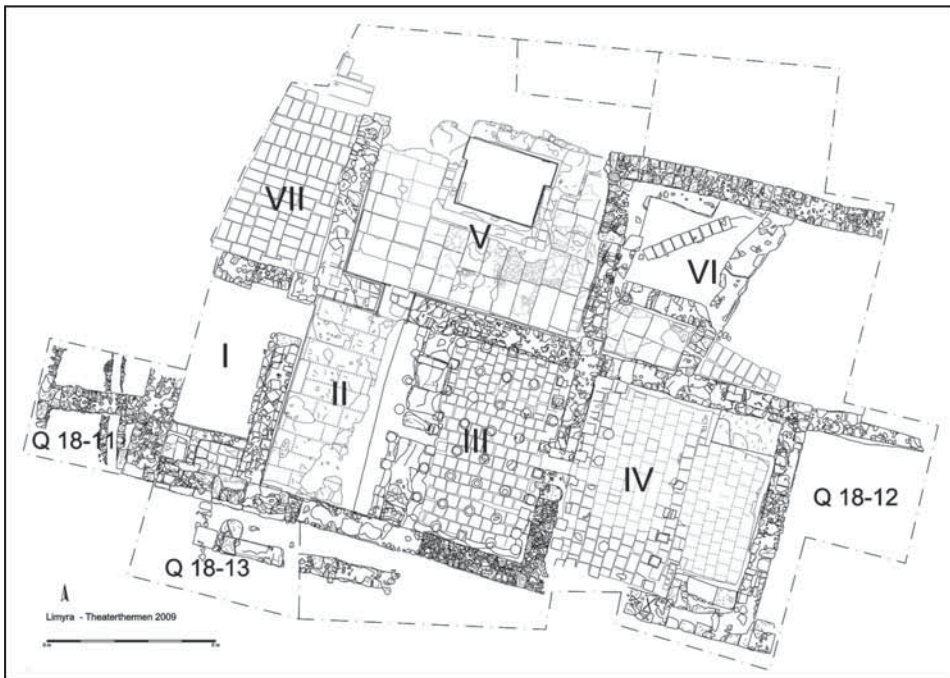 VII
V
VI
I
II
III
IV
Q 18-11
Q 18-12
Q 18-13
Limyra - Theaterthermen 2009